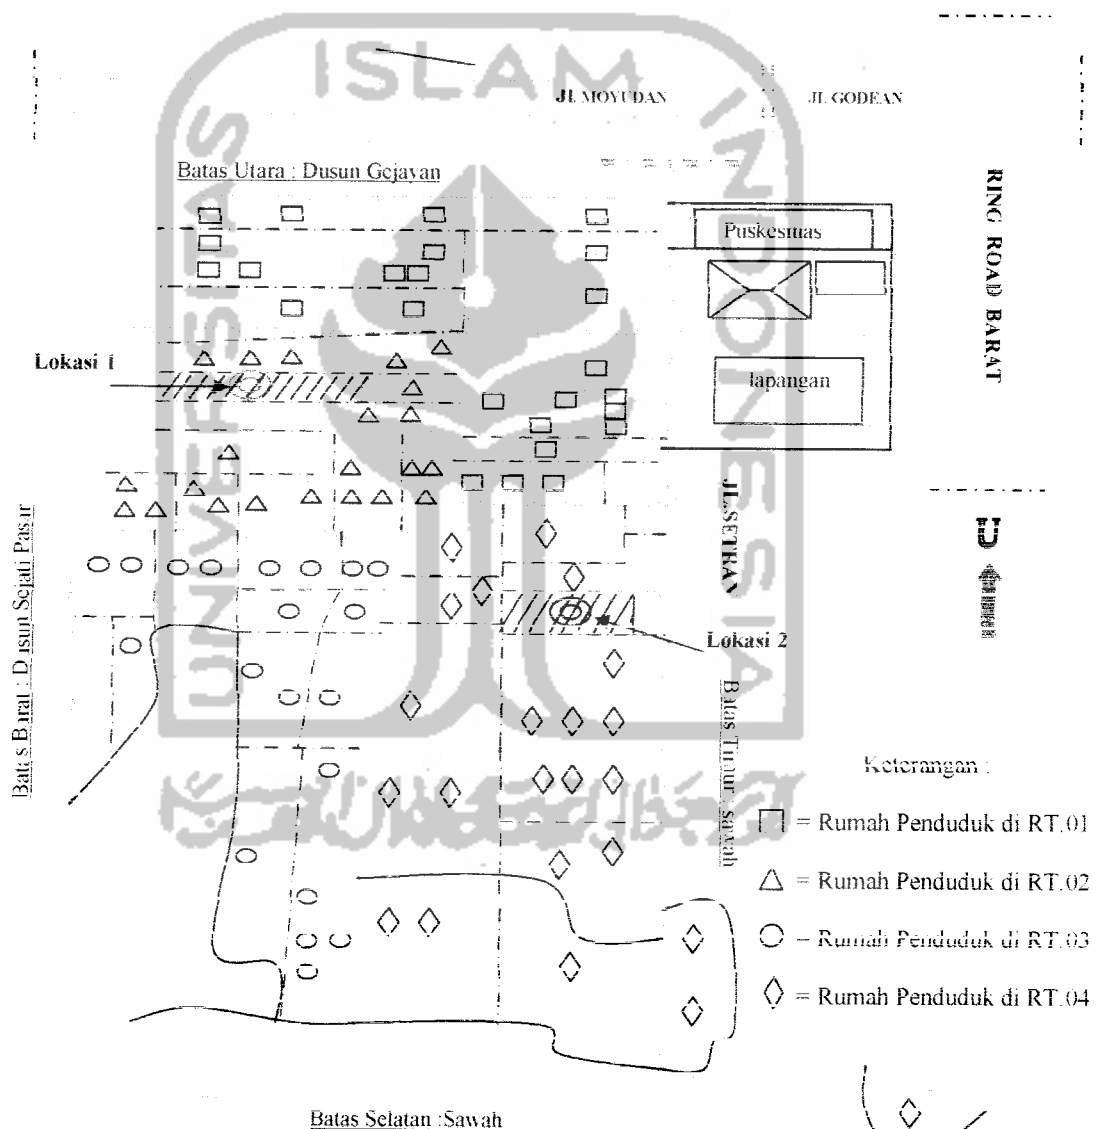 ISLAM
UNIVERSITAS
INDONESIA
JL MOYUDAN
JL GODEAN
Batas Utara : Dusun Gejayan
RING ROAD BARAT
Puskesmas
lapangan
Lokasi 1
JL.SETRAN
U
Batas Barat : Dusun Sejati Pasar
Lokasi 2
Batas Timur : sawah
Keterangan :
= Rumah Penduduk di RT.01
= Rumah Penduduk di RT.02
= Rumah Penduduk di RT.03
= Rumah Penduduk di RT.04
Batas Selatan :Sawah